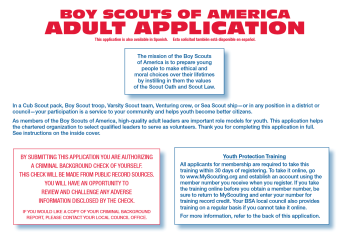 BOY SCOUTS OF AMERICA
ADULT APPLICATION
This application is also available in Spanish. Esta solicitud también está disponible en español.
The mission of the Boy Scouts
of America is to prepare young
people to make ethical and
moral choices over their lifetimes
by instilling in them the values
of the Scout Oath and Scout Law.
In a Cub Scout pack, Boy Scout troop, Varsity Scout team, Venturing crew, or Sea Scout ship—or in any position in a district or
council—your participation is a service to your community and helps youth become better citizens.
As members of the Boy Scouts of America, high-quality adult leaders are important role models for youth. This application helps
the chartered organization to select qualified leaders to serve as volunteers. Thank you for completing this application in full.
See instructions on the inside cover.
BY SUBMITTING THIS APPLICATION YOU ARE AUTHORIZING
A CRIMINAL BACKGROUND CHECK OF YOURSELF.
THIS CHECK WILL BE MADE FROM PUBLIC RECORD SOURCES.
YOU WILL HAVE AN OPPORTUNITY TO
REVIEW AND CHALLENGE ANY ADVERSE
INFORMATION DISCLOSED BY THE CHECK.
IF YOU WOULD LIKE A COPY OF YOUR CRIMINAL BACKGROUND
REPORT, PLEASE CONTACT YOUR LOCAL COUNCIL OFFICE.
Youth Protection Training
All applicants for membership are required to take this
training within 30 days of registering. To take it online, go
to www.MyScouting.org and establish an account using the
member number you receive when you register. If you take
the training online before you obtain a member number, be
sure to return to MyScouting and enter your number for
training record credit. Your BSA local council also provides
training on a regular basis if you cannot take it online.
For more information, refer to the back of this application.